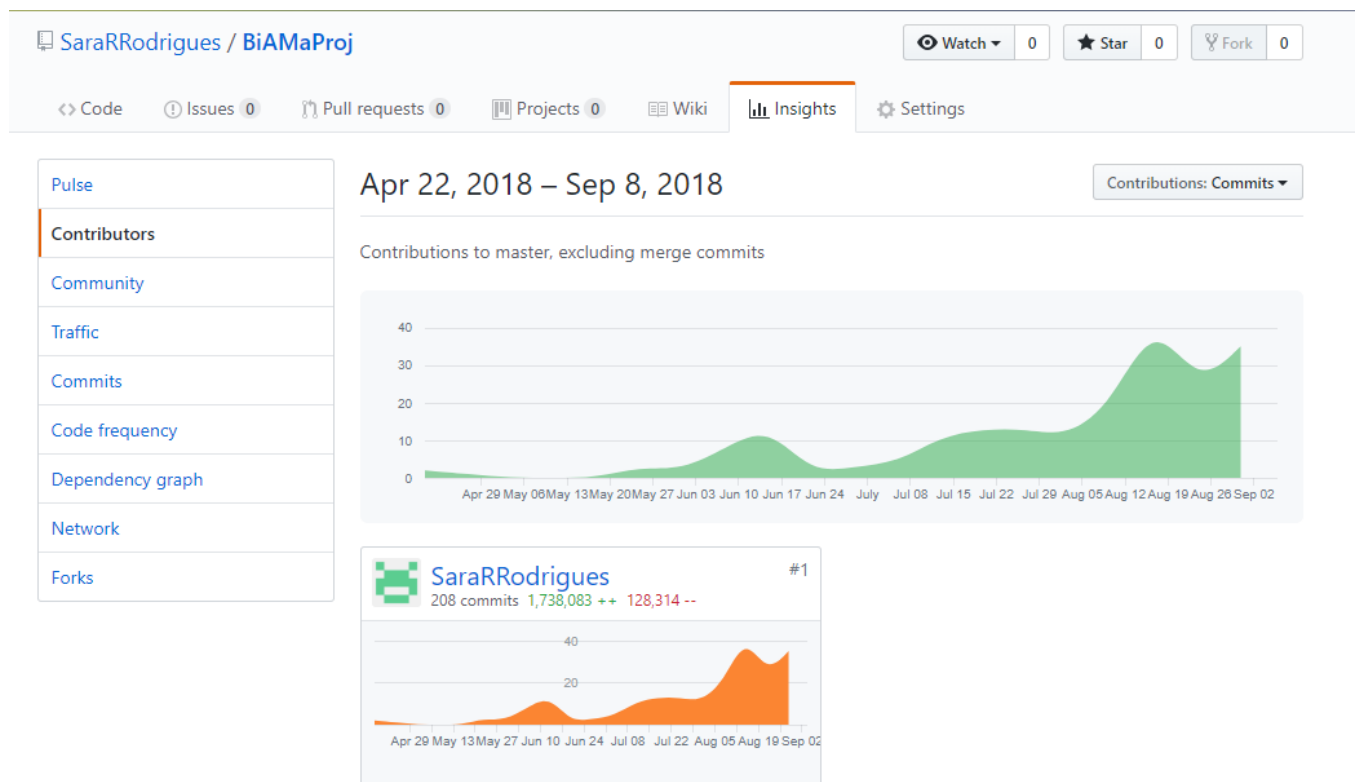 SaraRRodrigues / BiAMaProj
Watch 0 Star 0 Fork 0
<> Code Issues 0 Pull requests 0 Projects 0 Wiki Insights Settings
Pulse
Contributors
Community
Traffic
Commits
Code frequency
Dependency graph
Network
Forks
Apr 22, 2018 – Sep 8, 2018
Contributions: Commits
Contributions to master, excluding merge commits
40
30
20
10
0
Apr 29 May 06 May 13 May 20 May 27 Jun 03 Jun 10 Jun 17 Jun 24 July Jul 08 Jul 15 Jul 22 Jul 29 Aug 05 Aug 12 Aug 19 Aug 26 Sep 02
SaraRRodrigues
#1
208 commits 1,738,083 ++ 128,314 --
40
20
Apr 29 May 13 May 27 Jun 10 Jun 24 Jul 08 Jul 22 Aug 05 Aug 19 Sep 02